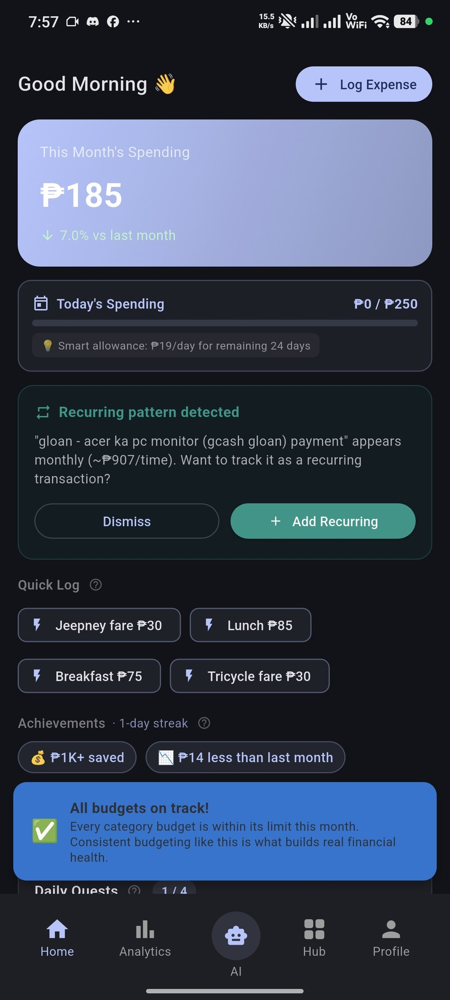 7:57
15.5
KB/s
Vo
WiFi
84
Good Morning 👋
+ Log Expense
This Month's Spending
₱185
↓ 7.0% vs last month
Today's Spending
₱0 / ₱250
💡 Smart allowance: ₱19/day for remaining 24 days
Recurring pattern detected
"gloan - acer ka pc monitor (gcash gloan) payment" appears
monthly (~₱907/time). Want to track it as a recurring
transaction?
Dismiss
+ Add Recurring
Quick Log ?
Jeepney fare ₱30
Lunch ₱85
Breakfast ₱75
Tricycle fare ₱30
Achievements · 1-day streak ?
💰 ₱1K+ saved
📉 ₱14 less than last month
All budgets on track!
✅ Every category budget is within its limit this month.
Consistent budgeting like this is what builds real financial
health.
Daily Quests ? 1 / 4
Home
Analytics
AI
Hub
Profile